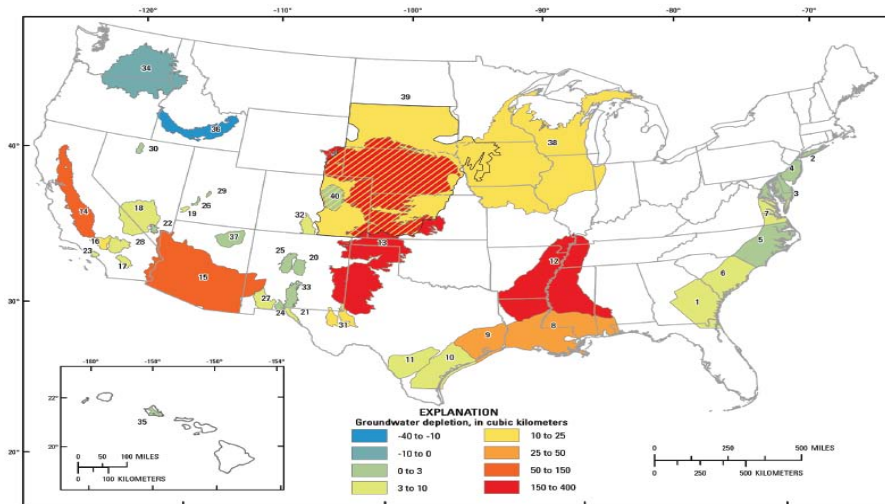 -120° -110° -100° -90° -80° -70°
40°
30°
20°
34
36
39
38
30
29
26
19
18
22
14
16
28
23
17
15
37
32
40
25
20
13
33
27
24
21
31
12
11
10
9
8
1
6
5
7
3
4
2
-160° -158° -156° -154°
22°
20°
35
0 50 100 MILES
0 100 KILOMETERS
EXPLANATION
Groundwater depletion, in cubic kilometers
-40 to -10
-10 to 0
0 to 3
3 to 10
10 to 25
25 to 50
50 to 150
150 to 400
0 250 500 MILES
0 250 500 KILOMETERS